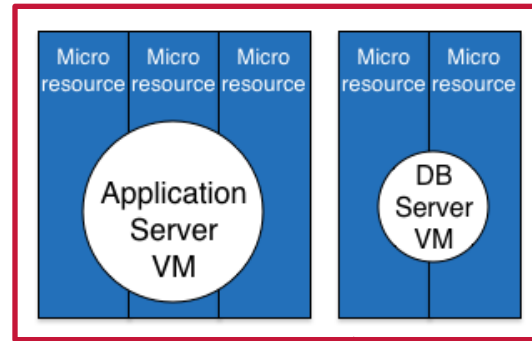 Micro Micro Micro
resource resource resource
Application
Server
VM
Micro Micro
resource resource
DB
Server
VM